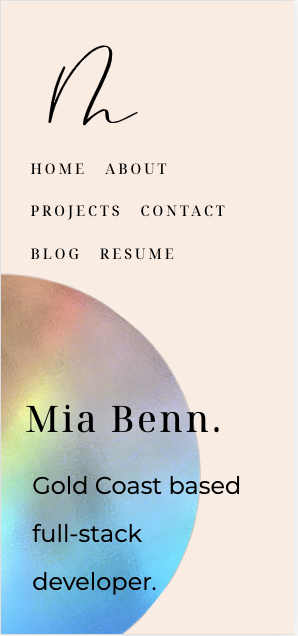 HOME ABOUT
PROJECTS CONTACT
BLOG RESUME
Mia Benn.
Gold Coast based
full-stack
developer.